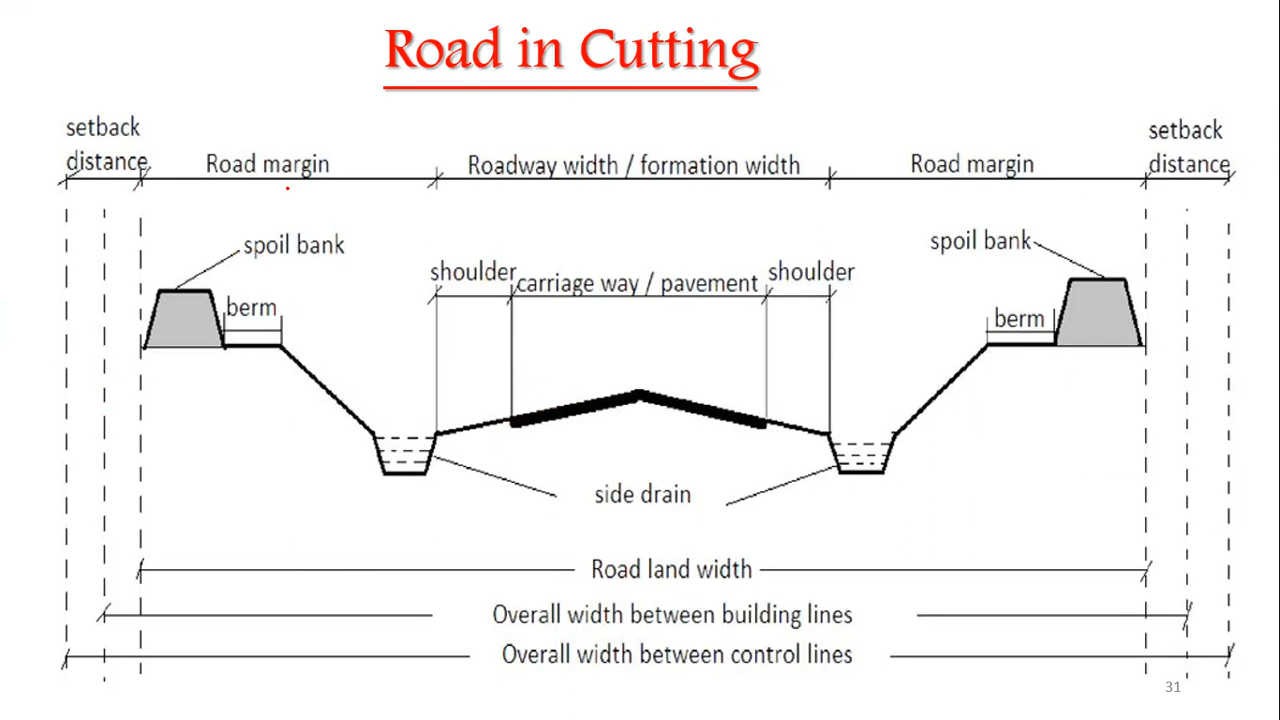 Road in Cutting
setback
distance
Road margin
Roadway width / formation width
Road margin
setback
distance
spoil bank
spoil bank
shoulder
carriage way / pavement
shoulder
berm
berm
side drain
Road land width
Overall width between building lines
Overall width between control lines
31